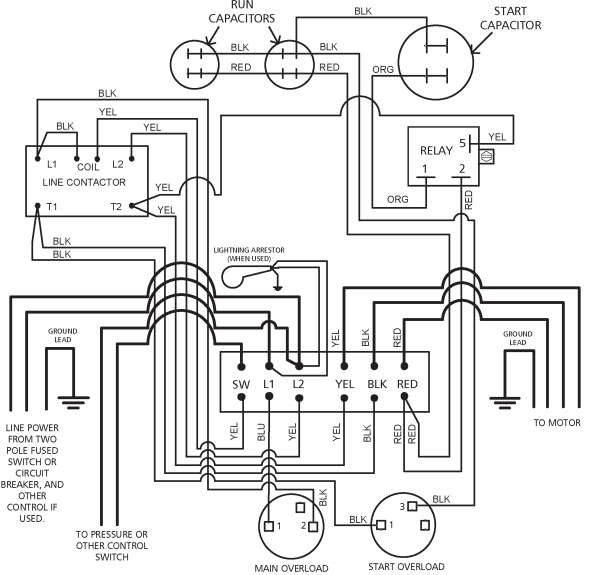 RUN
CAPACITORS
BLK
START
CAPACITOR
BLK
BLK
RED
RED
ORG
BLK
YEL
BLK
YEL
L1
COIL
L2
LINE CONTACTOR
T1
T2
YEL
YEL
BLK
BLK
RELAY
5
YEL
1
2
ORG
RED
LIGHTNING ARRESTOR
(WHEN USED)
GROUND
LEAD
YEL
BLK
RED
GROUND
LEAD
SW
L1
L2
YEL
BLK
RED
YEL
BLU
YEL
YEL
BLK
RED
RED
LINE POWER
FROM TWO
POLE FUSED
SWITCH OR
CIRCUIT
BREAKER, AND
OTHER
CONTROL IF
USED.
TO MOTOR
TO PRESSURE OR
OTHER CONTROL
SWITCH
BLK
1
2
MAIN OVERLOAD
BLK
1
3
BLK
START OVERLOAD